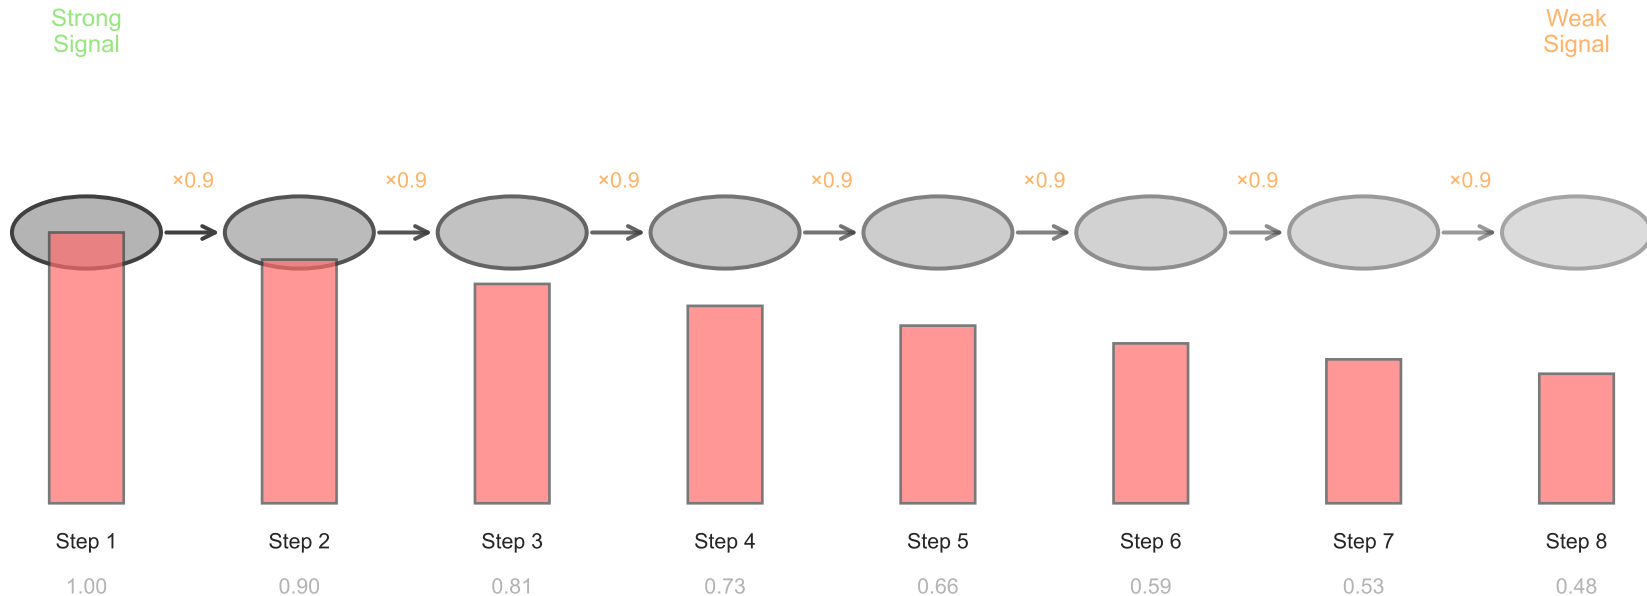 Strong
Signal
Weak
Signal
×0.9 ×0.9 ×0.9 ×0.9 ×0.9 ×0.9 ×0.9
Step 1 Step 2 Step 3 Step 4 Step 5 Step 6 Step 7 Step 8
1.00 0.90 0.81 0.73 0.66 0.59 0.53 0.48